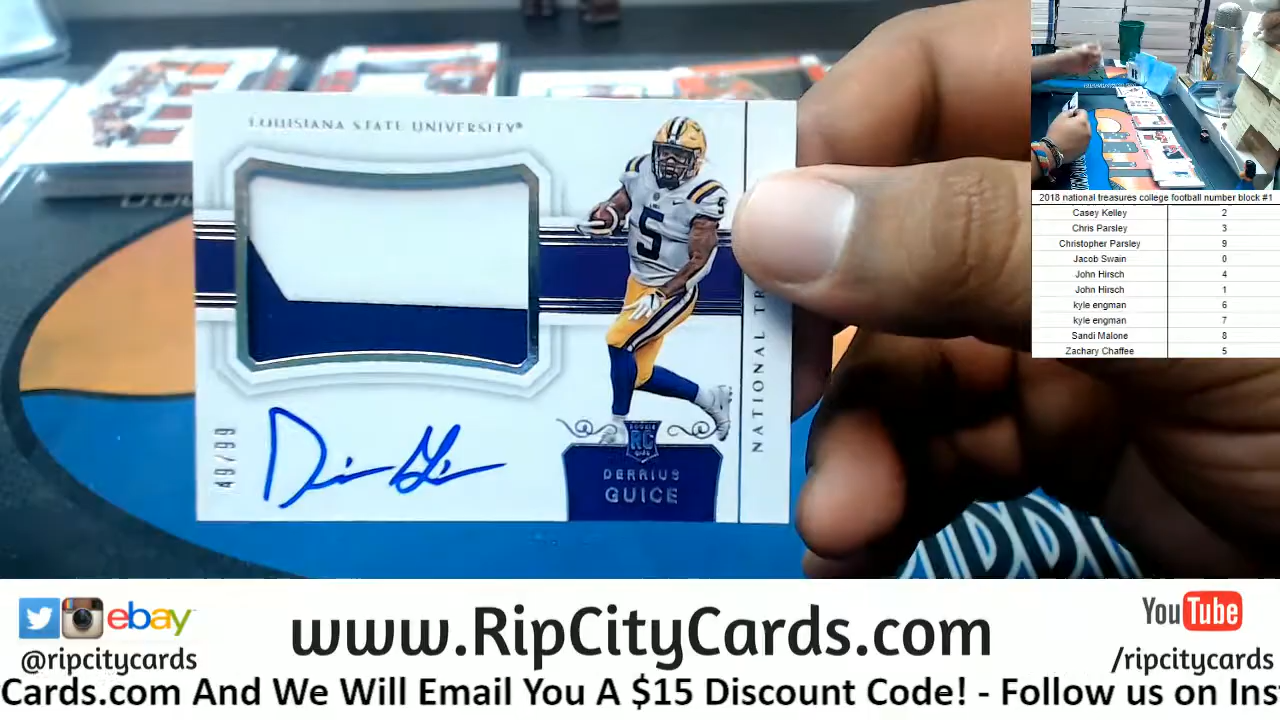 LOUISIANA STATE UNIVERSITY®
5
5
49/99
RC
DERRIUS
GUICE
NATIONAL TR
2018 national treasures college football number block #1
Casey Kelley 2
Chris Parsley 3
Christopher Parsley 9
Jacob Swain 0
John Hirsch 4
John Hirsch 1
kyle engman 6
kyle engman 7
Sandi Malone 8
Zachary Chaffee 5
ebay
@ripcitycards
www.RipCityCards.com
YouTube
/ripcitycards
Cards.com And We Will Email You A $15 Discount Code! - Follow us on Ins